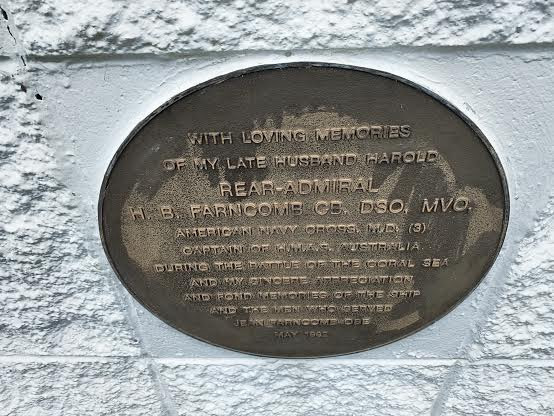 WITH LOVING MEMORIES
OF MY LATE HUSBAND HAROLD
REAR-ADMIRAL
H. B. FARNCOMB CB, DSO, MVO,
AMERICAN NAVY CROSS, M.D. (3)
CAPTAIN OF H.M.A.S. AUSTRALIA
DURING THE BATTLE OF THE CORAL SEA
AND MY SINCERE APPRECIATION
AND FOND MEMORIES OF THE SHIP
AND THE MEN WHO SERVED
JEAN FARNCOMB OBE
MAY